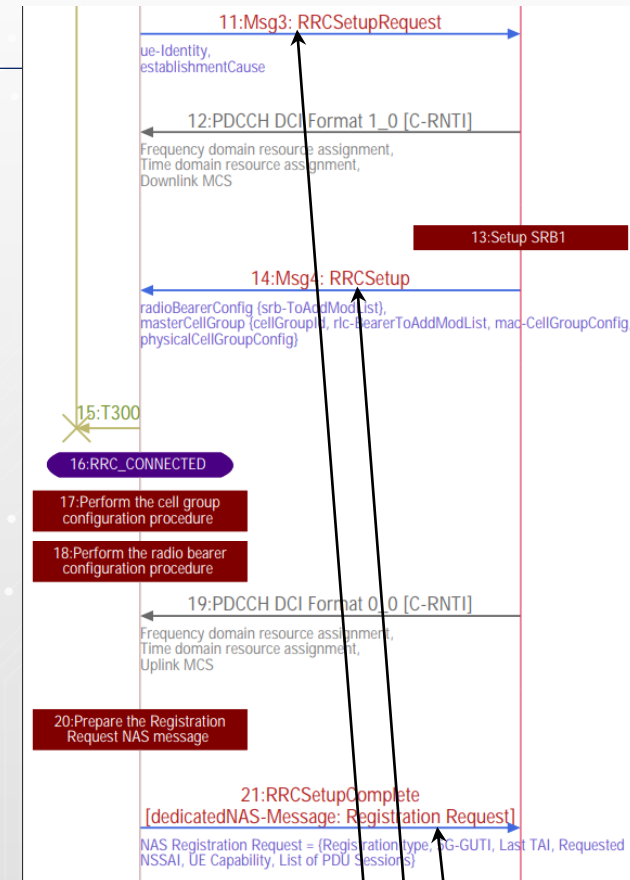 11:Msg3: RRCSetupRequest
ue-Identity,
establishmentCause
12:PDCCH DCI Format 1_0 [C-RNTI]
Frequency domain resource assignment,
Time domain resource assignment,
Downlink MCS
13:Setup SRB1
14:Msg4: RRCSetup
radioBearerConfig {srb-ToAddModList},
masterCellGroup {cellGroupId, rlc-BearerToAddModList, mac-CellGroupConfig,
physicalCellGroupConfig}
15:T300
16:RRC_CONNECTED
17:Perform the cell group
configuration procedure
18:Perform the radio bearer
configuration procedure
19:PDCCH DCI Format 0_0 [C-RNTI]
Frequency domain resource assignment,
Time domain resource assignment,
Uplink MCS
20:Prepare the Registration
Request NAS message
21:RRCSetupComplete
[dedicatedNAS-Message: Registration Request]
NAS Registration Request = {Registration type, 5G-GUTI, Last TAI, Requested
NSSAI, UE Capability, List of PDU Sessions}